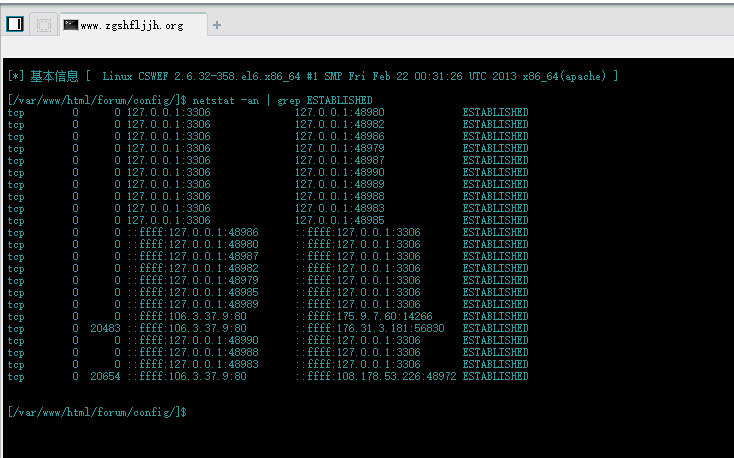 www.zgshfljjh.org +
[*] 基本信息 [ Linux CSWEF 2.6.32-358.el6.x86_64 #1 SMP Fri Feb 22 00:31:26 UTC 2013 x86_64(apache) ]
[/var/www/html/forum/config/]$ netstat -an | grep ESTABLISHED
tcp 0 0 127.0.0.1:3306 127.0.0.1:48980 ESTABLISHED
tcp 0 0 127.0.0.1:3306 127.0.0.1:48982 ESTABLISHED
tcp 0 0 127.0.0.1:3306 127.0.0.1:48986 ESTABLISHED
tcp 0 0 127.0.0.1:3306 127.0.0.1:48979 ESTABLISHED
tcp 0 0 127.0.0.1:3306 127.0.0.1:48987 ESTABLISHED
tcp 0 0 127.0.0.1:3306 127.0.0.1:48990 ESTABLISHED
tcp 0 0 127.0.0.1:3306 127.0.0.1:48989 ESTABLISHED
tcp 0 0 127.0.0.1:3306 127.0.0.1:48988 ESTABLISHED
tcp 0 0 127.0.0.1:3306 127.0.0.1:48983 ESTABLISHED
tcp 0 0 127.0.0.1:3306 127.0.0.1:48985 ESTABLISHED
tcp 0 0 ::ffff:127.0.0.1:48986 ::ffff:127.0.0.1:3306 ESTABLISHED
tcp 0 0 ::ffff:127.0.0.1:48980 ::ffff:127.0.0.1:3306 ESTABLISHED
tcp 0 0 ::ffff:127.0.0.1:48987 ::ffff:127.0.0.1:3306 ESTABLISHED
tcp 0 0 ::ffff:127.0.0.1:48982 ::ffff:127.0.0.1:3306 ESTABLISHED
tcp 0 0 ::ffff:127.0.0.1:48979 ::ffff:127.0.0.1:3306 ESTABLISHED
tcp 0 0 ::ffff:127.0.0.1:48985 ::ffff:127.0.0.1:3306 ESTABLISHED
tcp 0 0 ::ffff:127.0.0.1:48989 ::ffff:127.0.0.1:3306 ESTABLISHED
tcp 0 0 ::ffff:106.3.37.9:80 ::ffff:175.9.7.60:14266 ESTABLISHED
tcp 0 20483 ::ffff:106.3.37.9:80 ::ffff:176.31.3.181:56830 ESTABLISHED
tcp 0 0 ::ffff:127.0.0.1:48990 ::ffff:127.0.0.1:3306 ESTABLISHED
tcp 0 0 ::ffff:127.0.0.1:48988 ::ffff:127.0.0.1:3306 ESTABLISHED
tcp 0 0 ::ffff:127.0.0.1:48983 ::ffff:127.0.0.1:3306 ESTABLISHED
tcp 0 20654 ::ffff:106.3.37.9:80 ::ffff:108.178.53.226:48972 ESTABLISHED
[/var/www/html/forum/config/]$